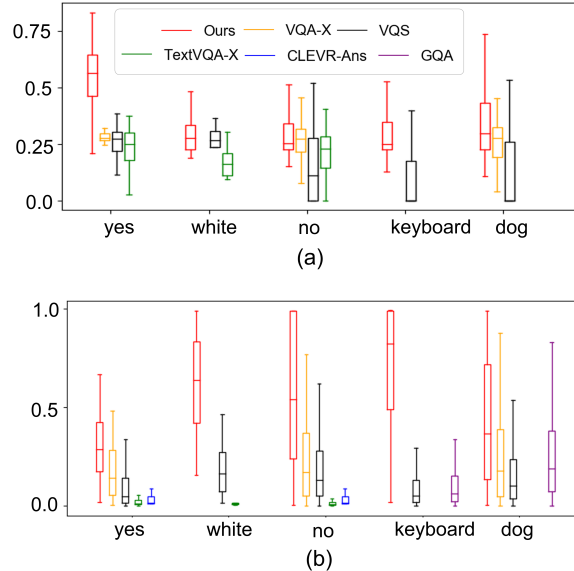 0.75
0.5
0.25
0.0
Ours VQA-X VQS
TextVQA-X CLEVR-Ans GQA
yes white no keyboard dog
(a)
1.0
0.5
0.0
yes white no keyboard dog
(b)